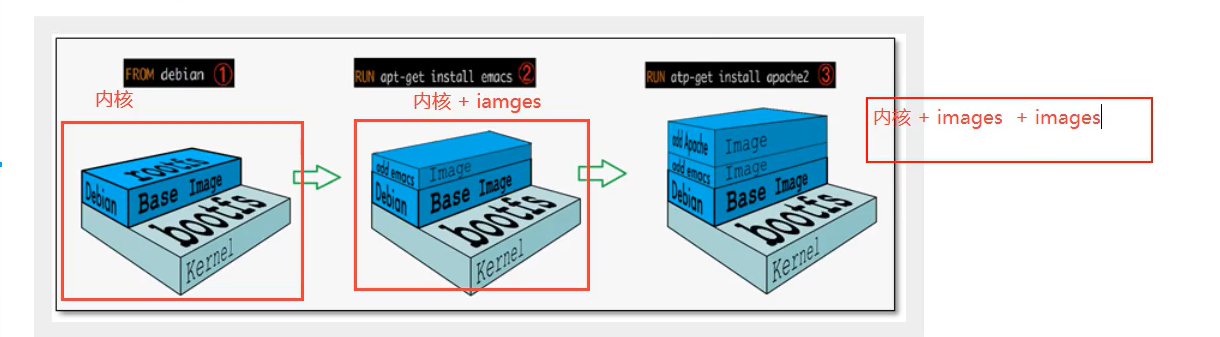 FROM debian ①
RUN apt-get install emacs ②
RUN atp-get install apache2 ③
内核
内核 + iamges
内核 + images + images
rootfs
Debian
Base Image
bootfs
Kernel
add emacs
Image
Debian
Base Image
bootfs
Kernel
add Apache
Image
add emacs
Image
Debian
Base Image
bootfs
Kernel